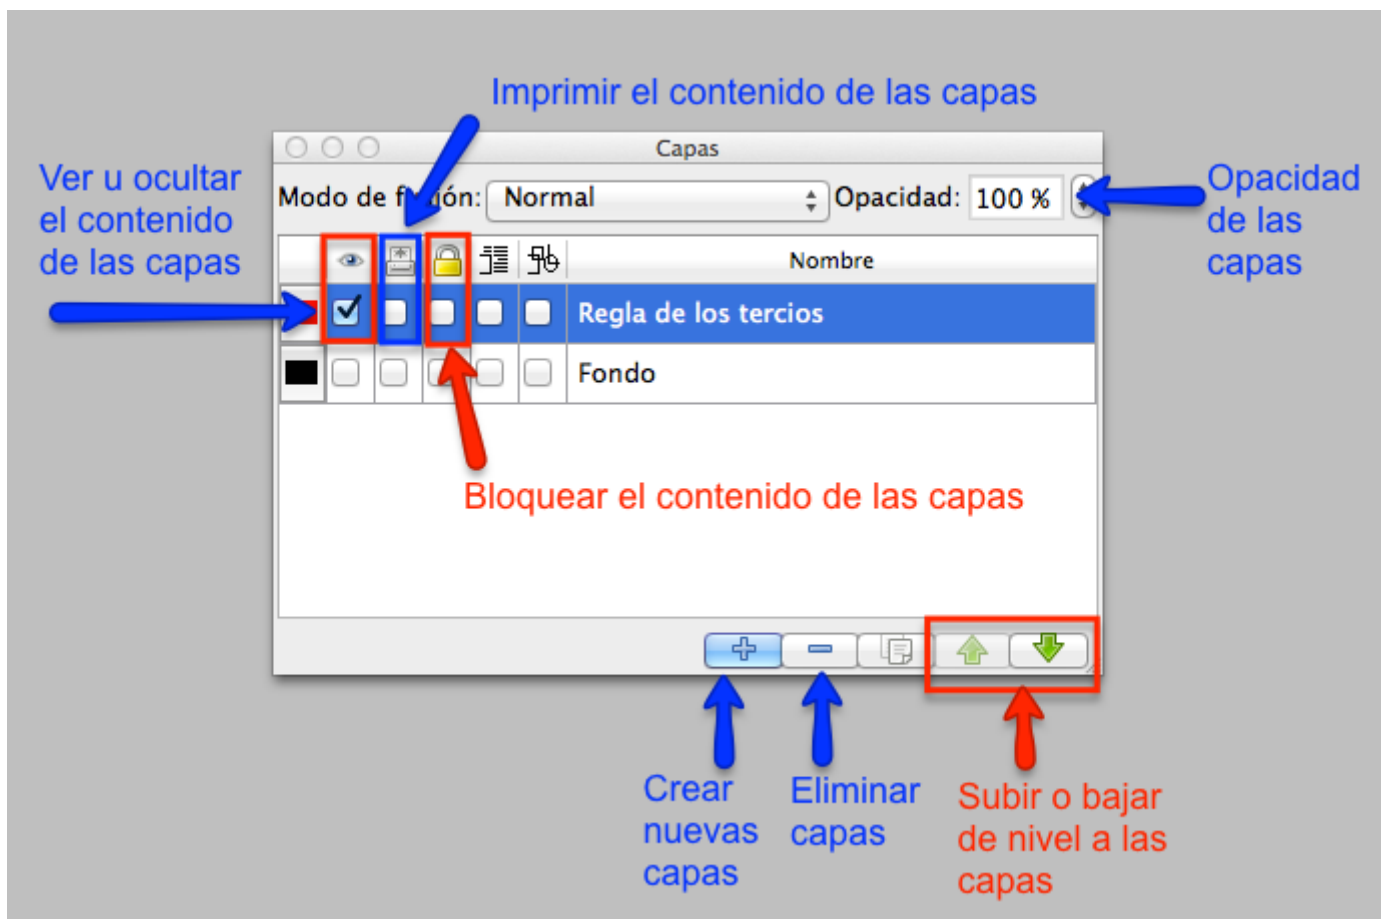 Imprimir el contenido de las capas
Capas
Ver u ocultar
el contenido
de las capas
Modo de fusión: Normal
Opacidad: 100 %
Opacidad
de las
capas
Nombre
Regla de los tercios
Fondo
Bloquear el contenido de las capas
Crear
nuevas
capas
Eliminar
capas
Subir o bajar
de nivel a las
capas